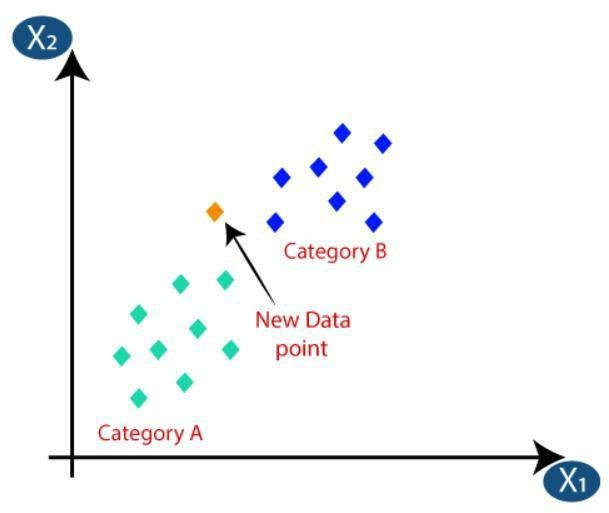 X₂
Category B
New Data
point
Category A
X₁